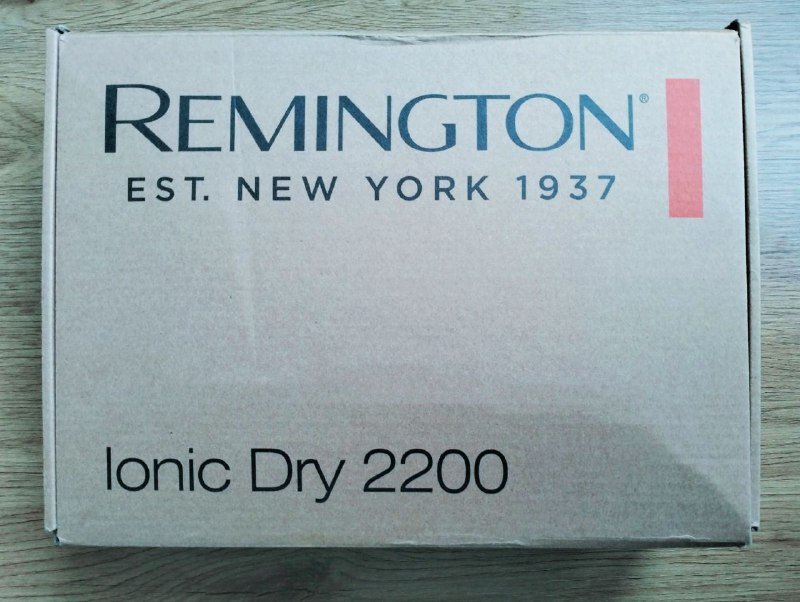 REMINGTON®
EST. NEW YORK 1937
Ionic Dry 2200